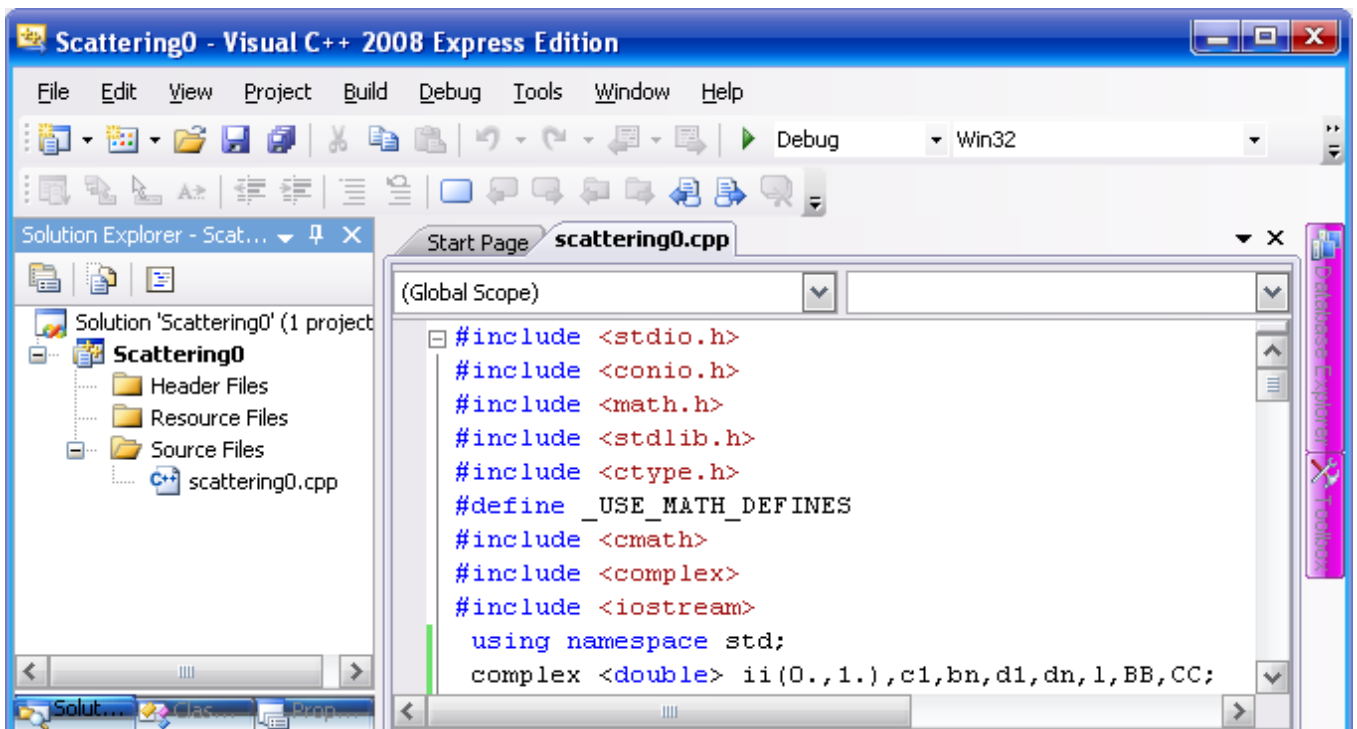 Scattering0 - Visual C++ 2008 Express Edition
File Edit View Project Build Debug Tools Window Help
Debug Win32
Solution Explorer - Scat...
Start Page scattering0.cpp
(Global Scope)
Solution 'Scattering0' (1 project
Scattering0
Header Files
Resource Files
Source Files
scattering0.cpp
#include <stdio.h>
#include <conio.h>
#include <math.h>
#include <stdlib.h>
#include <ctype.h>
#define _USE_MATH_DEFINES
#include <cmath>
#include <complex>
#include <iostream>
using namespace std;
complex <double> ii(0.,1.),c1,bn,d1,dn,l,BB,CC;
Solut... Clas... Prop...
Database Explorer
Toolbox